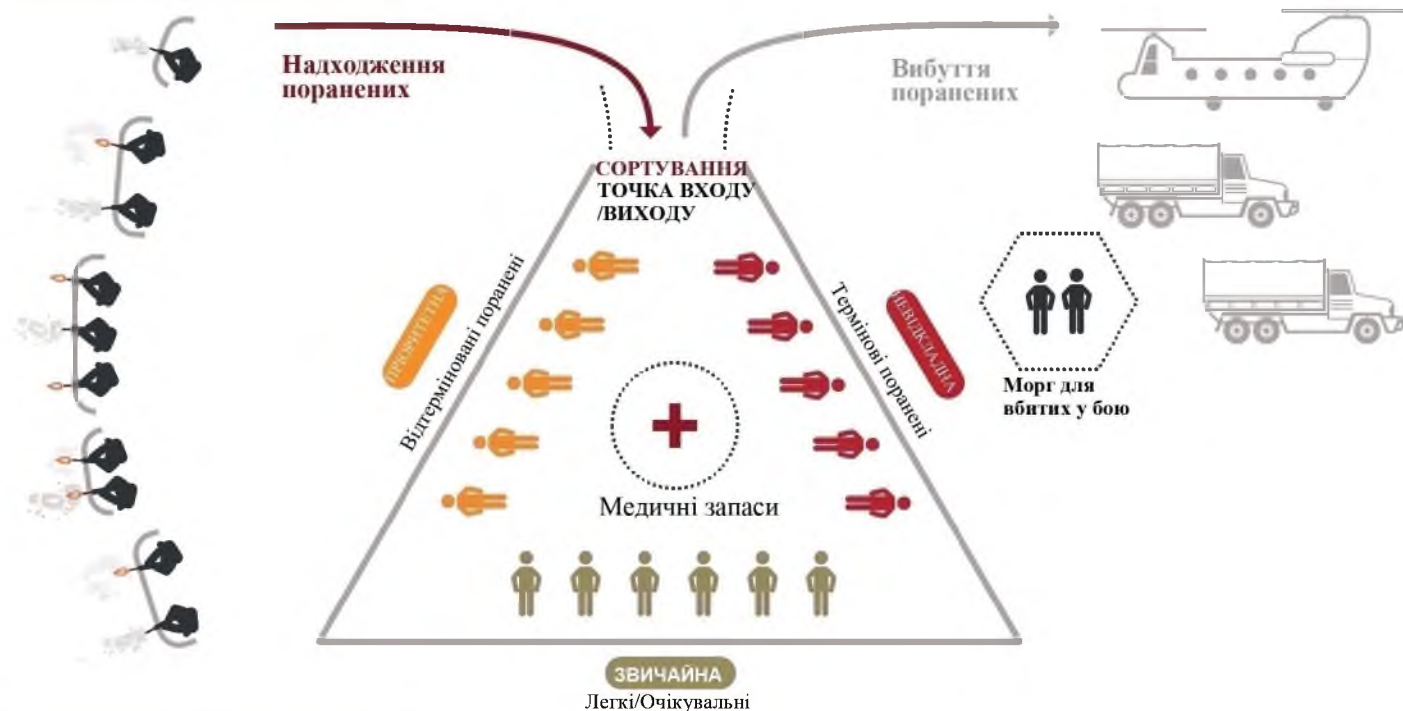 Надходження
поранених
Вибуття
поранених
СОРТУВАННЯ
ТОЧКА ВХОДУ
/ВИХОДУ
ПРІОРИТЕТНА
Відтерміновані поранені
Термінові поранені
НЕВІДКЛАДНА
Морг для
вбитих у бою
Медичні запаси
ЗВИЧАЙНА
Легкі/Очікувальні